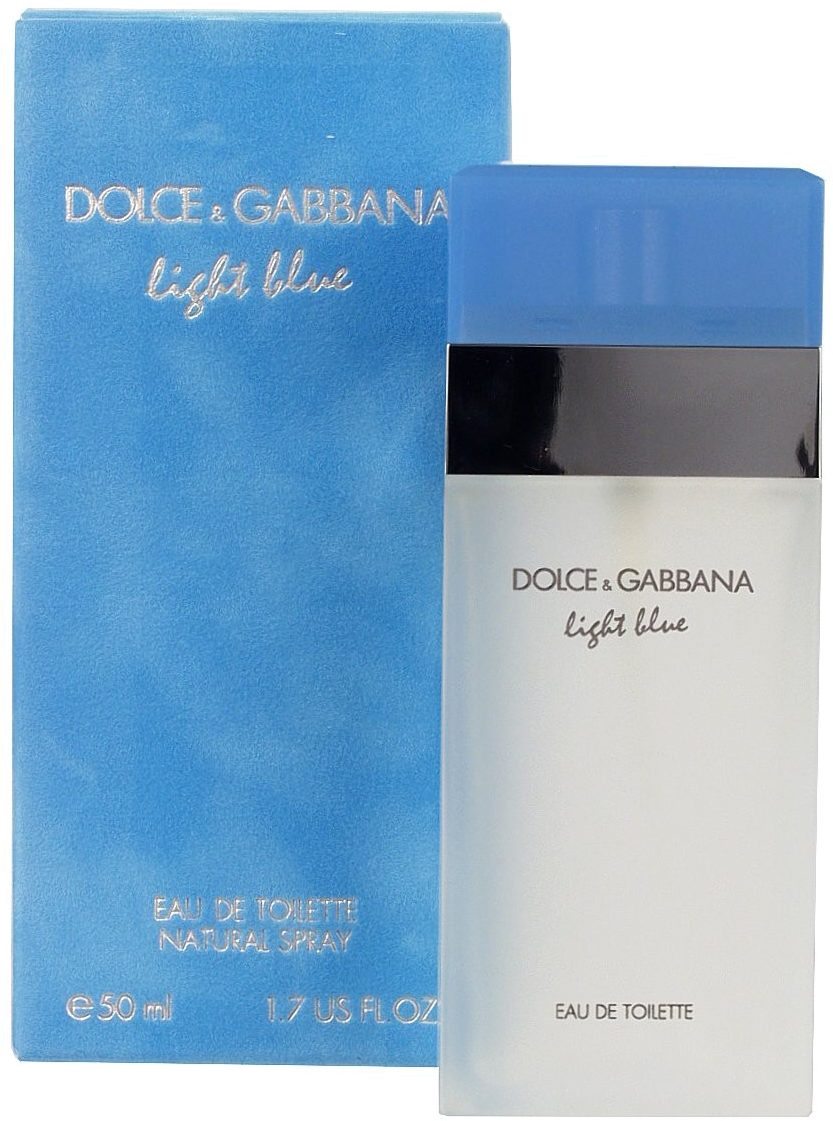 DOLCE & GABBANA
light blue
EAU DE TOILETTE
NATURAL SPRAY
e 50 ml 1.7 US FL.OZ.
DOLCE & GABBANA
light blue
EAU DE TOILETTE